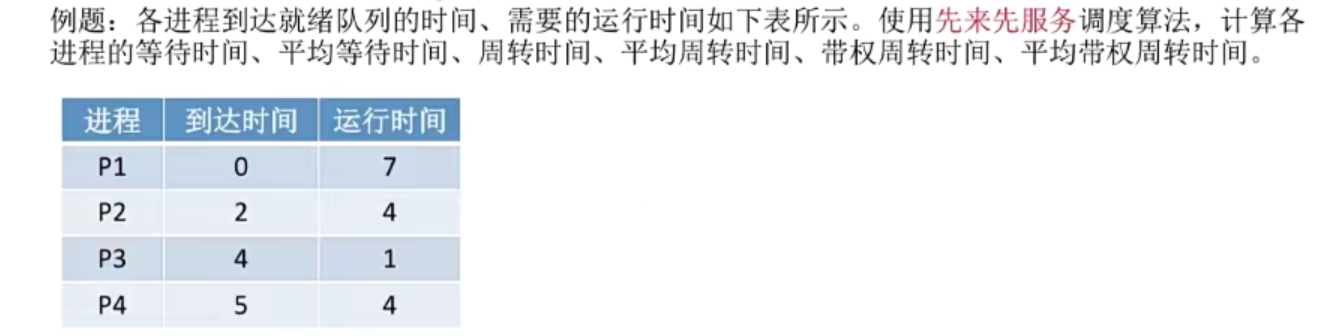 例题：各进程到达就绪队列的时间、需要的运行时间如下表所示。使用先来先服务调度算法，计算各
进程的等待时间、平均等待时间、周转时间、平均周转时间、带权周转时间、平均带权周转时间。
进程 到达时间 运行时间
P1 0 7
P2 2 4
P3 4 1
P4 5 4